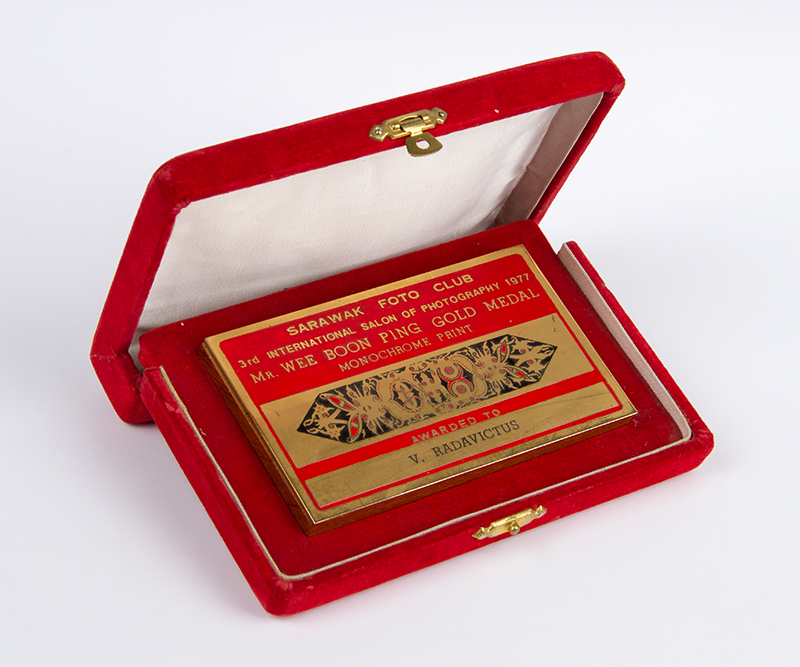 SARAWAK FOTO CLUB
3rd INTERNATIONAL SALON OF PHOTOGRAPHY 1977
MR. WEE BOON PING GOLD MEDAL
MONOCHROME PRINT
AWARDED TO
V. RADAVICTUS